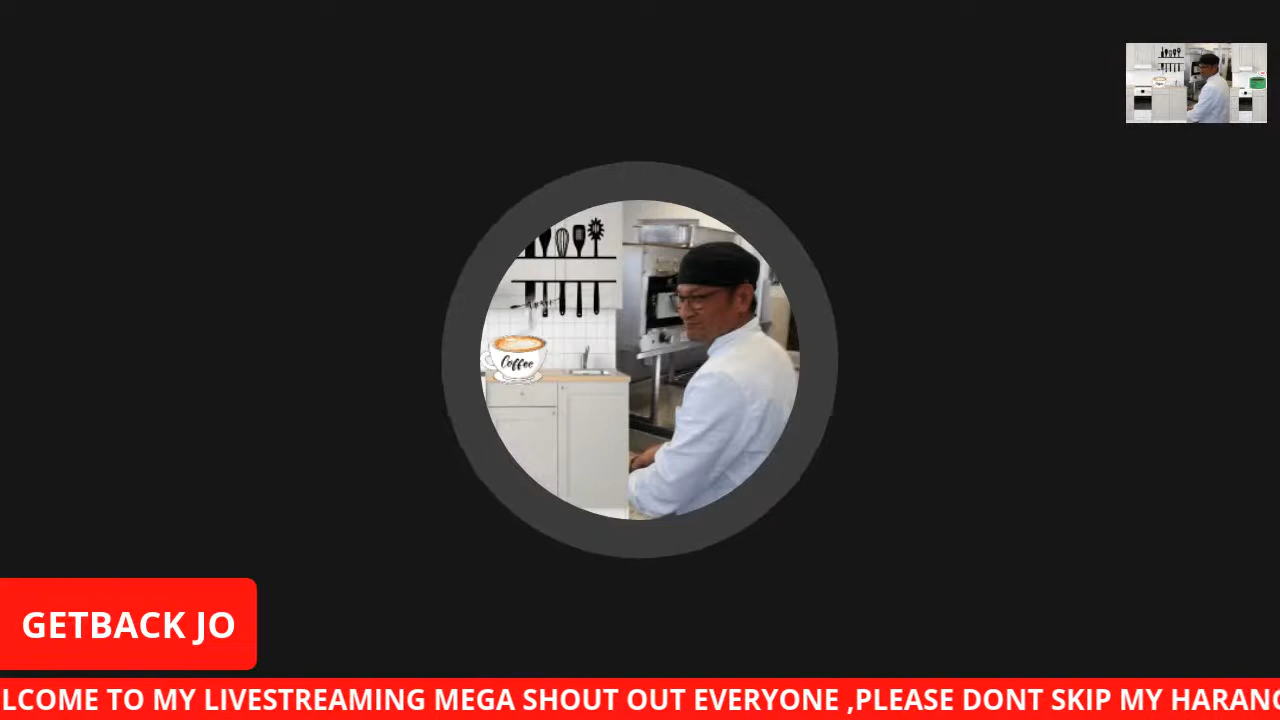 Coffee
GETBACK JO
LCOME TO MY LIVESTREAMING MEGA SHOUT OUT EVERYONE ,PLEASE DONT SKIP MY HARANG